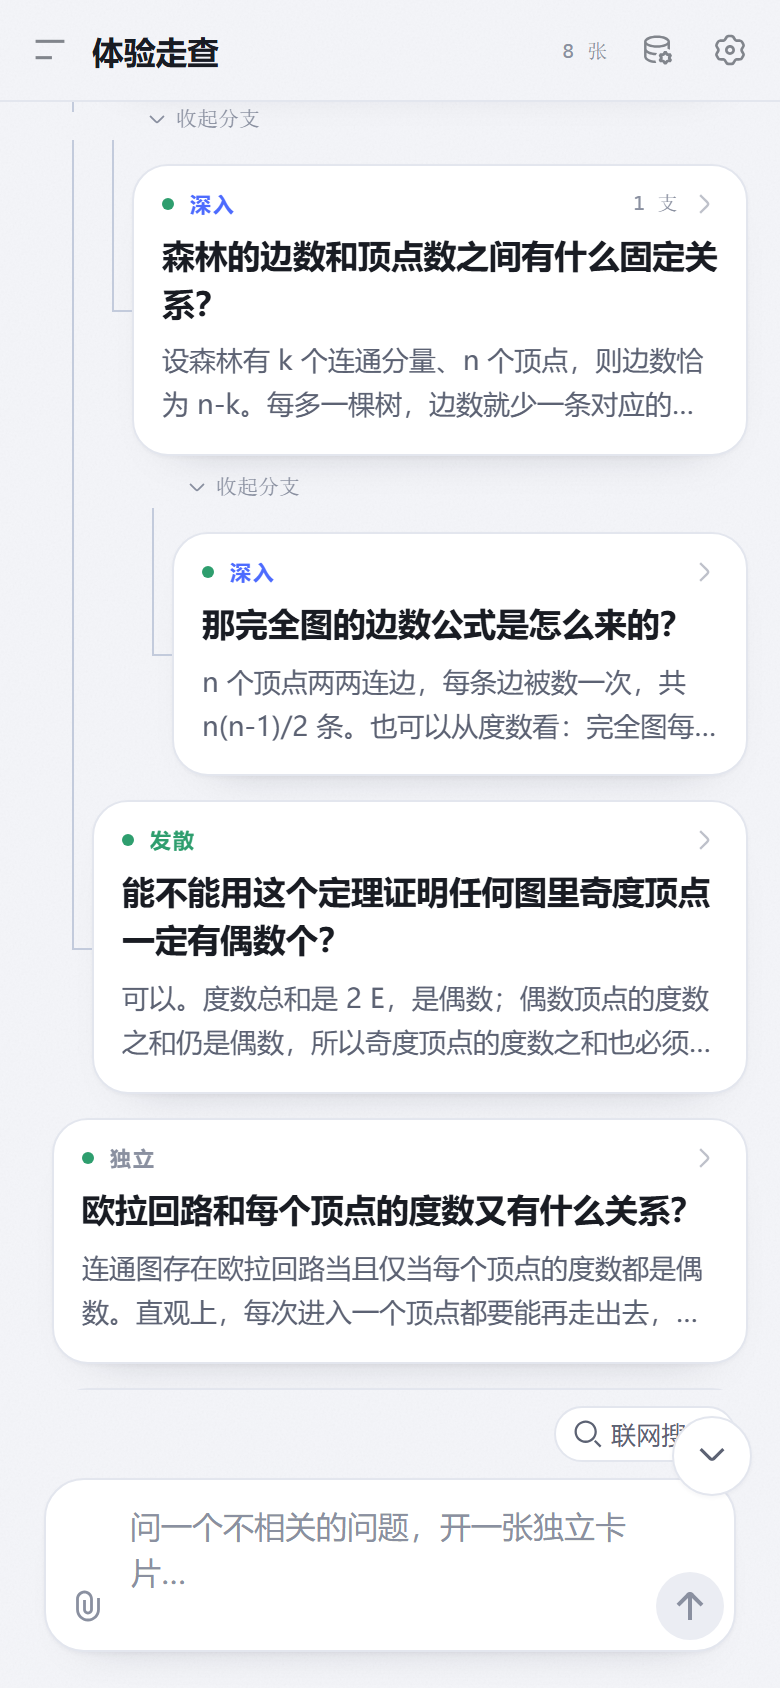 体验走查
8 张
收起分支
深入
1 支
森林的边数和顶点数之间有什么固定关
系？
设森林有 k 个连通分量、n 个顶点，则边数恰
为 n-k。每多一棵树，边数就少一条对应的...
收起分支
深入
那完全图的边数公式是怎么来的？
n 个顶点两两连边，每条边被数一次，共
n(n-1)/2 条。也可以从度数看：完全图每...
发散
能不能用这个定理证明任何图里奇度顶点
一定有偶数个？
可以。度数总和是 2 E，是偶数；偶数顶点的度数
之和仍是偶数，所以奇度顶点的度数之和也必须...
独立
欧拉回路和每个顶点的度数又有什么关系？
连通图存在欧拉回路当且仅当每个顶点的度数都是偶
数。直观上，每次进入一个顶点都要能再走出去，...
联网搜
问一个不相关的问题，开一张独立卡
片...